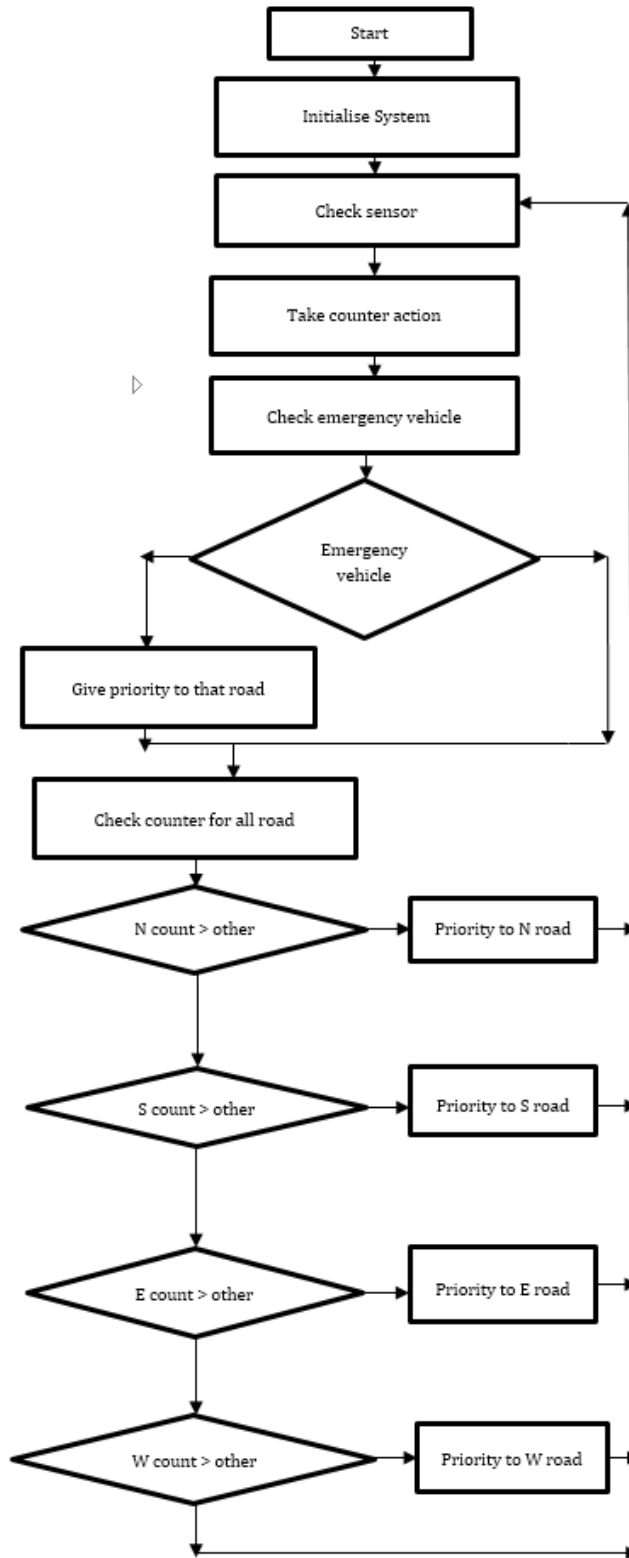 Start
Initialise System
Check sensor
Take counter action
Check emergency vehicle
Emergency
vehicle
Give priority to that road
Check counter for all road
N count > other
Priority to N road
S count > other
Priority to S road
E count > other
Priority to E road
W count > other
Priority to W road